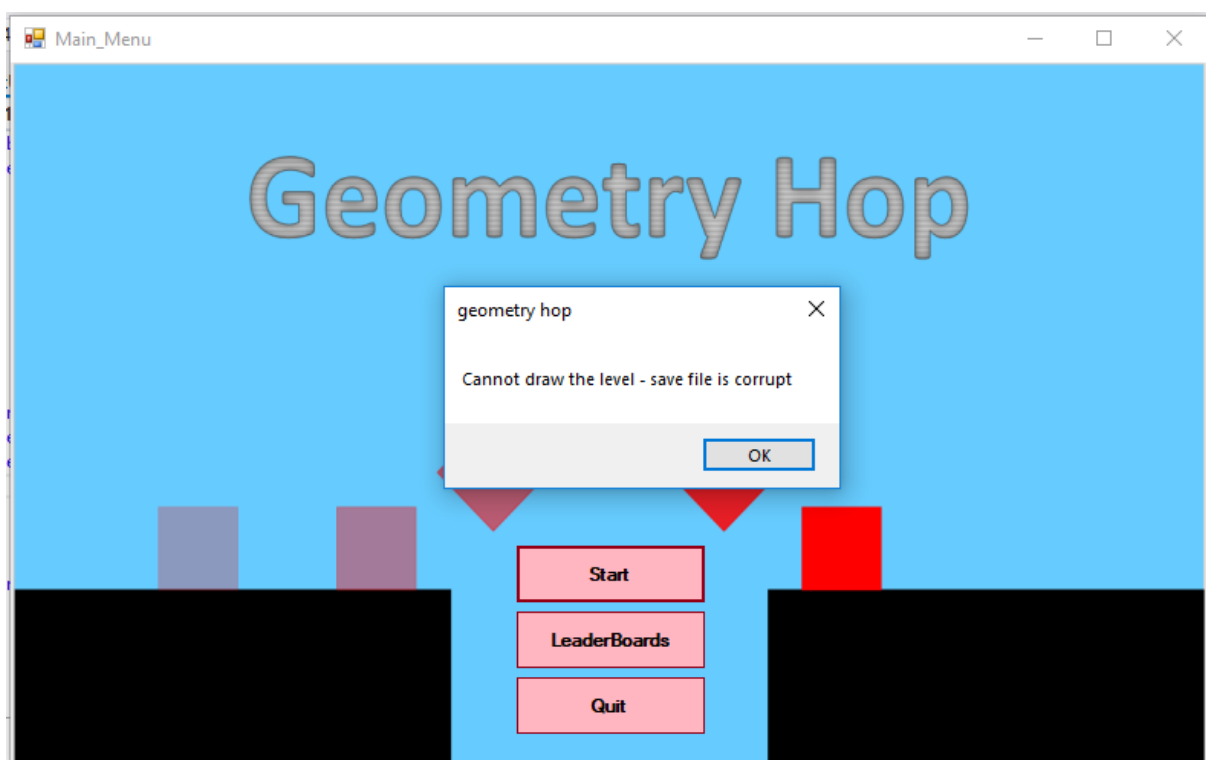 Main_Menu
Geometry Hop
geometry hop
Cannot draw the level - save file is corrupt
OK
Start
LeaderBoards
Quit